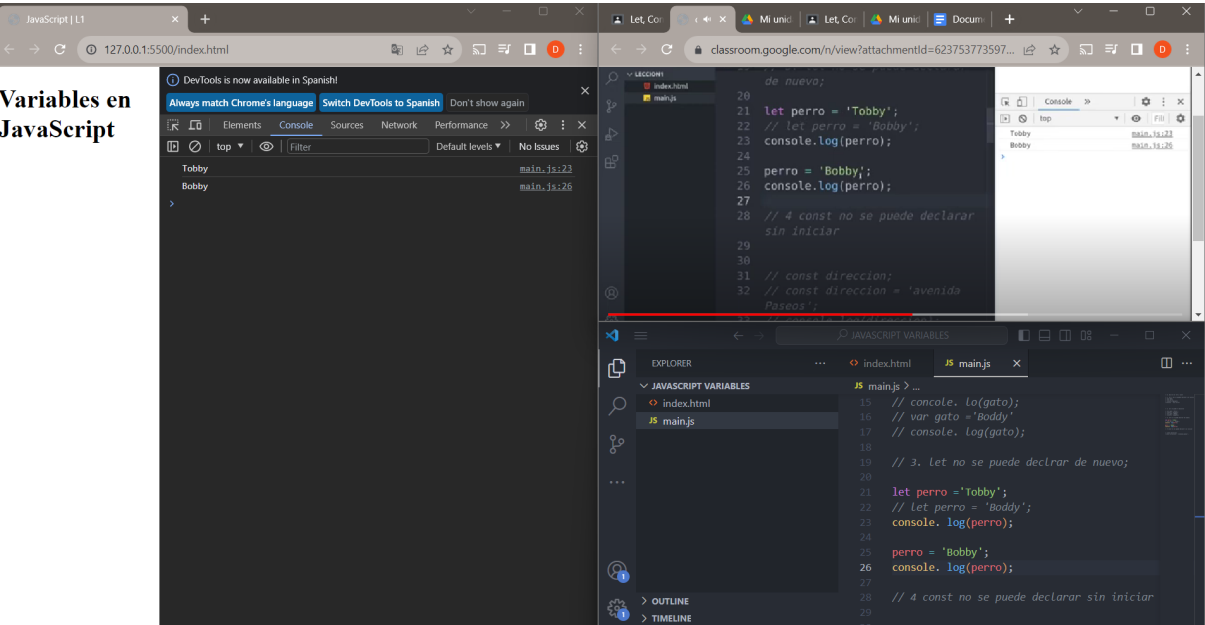 JavaScript | L1
127.0.0.1:5500/index.html
D
Variables en
JavaScript
DevTools is now available in Spanish!
Always match Chrome's language
Switch DevTools to Spanish
Don't show again
Elements
Console
Sources
Network
Performance
top
Filter
Default levels
No Issues
Tobby main.js:23
Bobby main.js:26
Let, Con
Mi unid
Let, Con
Mi unid
Docum
classroom.google.com/n/view?attachmentId=623753773597...
D
LECCION1
index.html
main.js
de nuevo;
20
21 let perro = 'Tobby';
22 // let perro = 'Bobby';
23 console.log(perro);
24
25 perro = 'Bobby';
26 console.log(perro);
27
28 // 4 const no se puede declarar
sin iniciar
29
30
31 // const direccion;
32 // const direccion = 'avenida
Paseos';
Console
top
Tobby main.js:23
Bobby main.js:26
JAVASCRIPT VARIABLES
EXPLORER
index.html
JS main.js
JAVASCRIPT VARIABLES
index.html
JS main.js
JS main.js > ...
15 // concole. lo(gato);
16 // var gato ='Boddy'
17 // console. log(gato);
18
19 // 3. let no se puede declrar de nuevo;
20
21 let perro ='Tobby';
22 // let perro = 'Boddy';
23 console. log(perro);
24
25 perro = 'Bobby';
26 console. log(perro);
27
28 // 4 const no se puede declarar sin iniciar
29
1
1
OUTLINE
TIMELINE